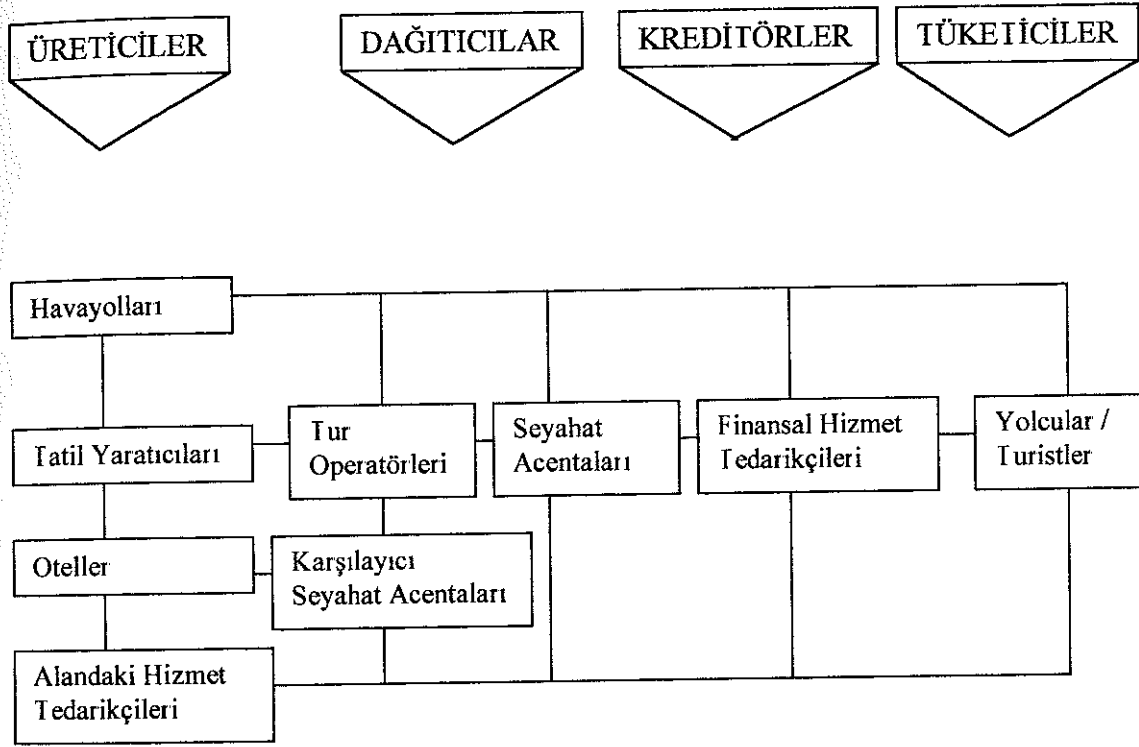 ÜRETİCİLER
DAĞITICILAR
KREDİTÖRLER
TÜKETİCİLER
Havayolları
Tatil Yaratıcıları
Tur
Operatörleri
Seyahat
Acentaları
Finansal Hizmet
Tedarikçileri
Yolcular /
Turistler
Oteller
Karşılayıcı
Seyahat Acentaları
Alandaki Hizmet
Tedarikçileri